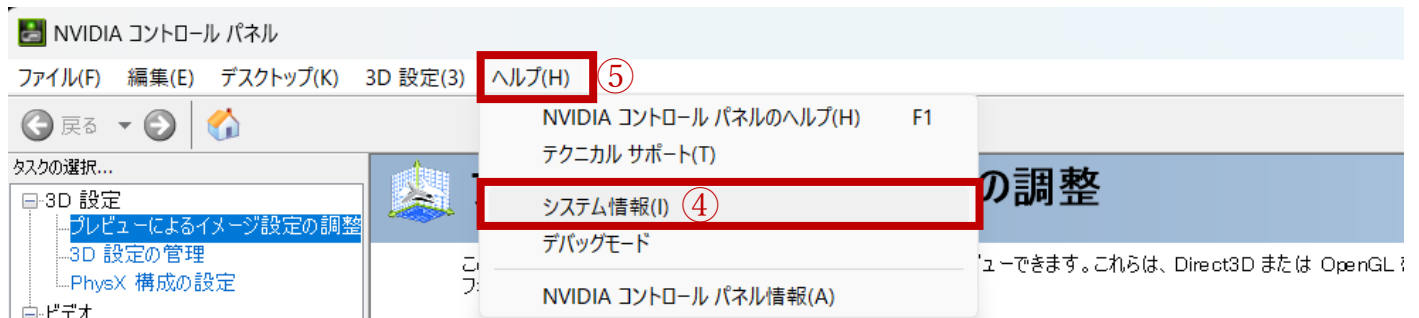 NVIDIA コントロール パネル
ファイル(F) 編集(E) デスクトップ(K) 3D 設定(3) ヘルプ(H) ⑤
戻る
NVIDIA コントロール パネルのヘルプ(H) F1
テクニカル サポート(T)
システム情報(I) ④
デバッグモード
NVIDIA コントロール パネル情報(A)
タスクの選択...
3D 設定
プレビューによるイメージ設定の調整
3D 設定の管理
PhysX 構成の設定
ビデオ
の調整
ューできます。これらは、Direct3D または OpenGL